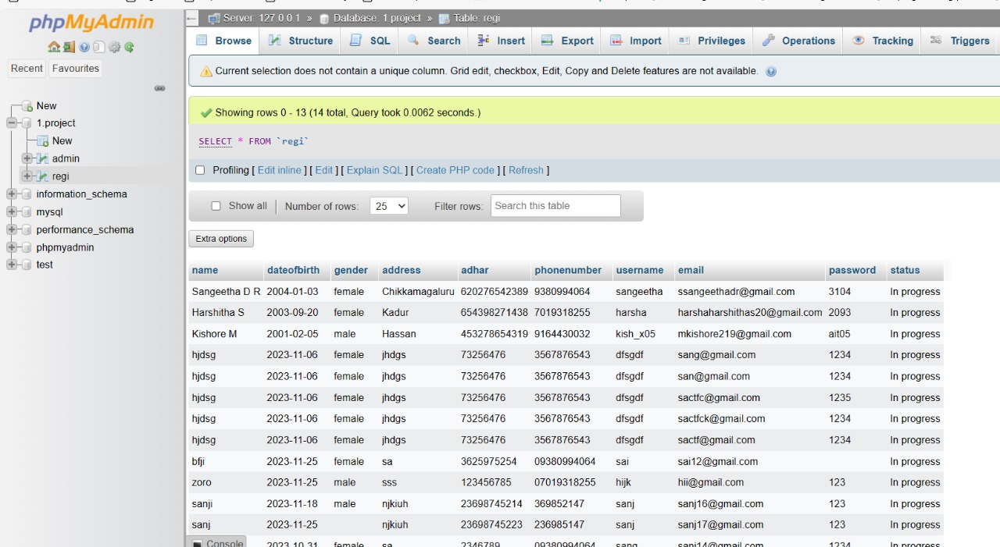 phpMyAdmin
Recent Favourites
New
1.project
New
admin
regi
information_schema
mysql
performance_schema
phpmyadmin
test
Server: 127.0.0.1 » Database: 1 project » Table: regi
Browse Structure SQL Search Insert Export Import Privileges Operations Tracking Triggers
Current selection does not contain a unique column. Grid edit, checkbox, Edit, Copy and Delete features are not available.
Showing rows 0 - 13 (14 total, Query took 0.0062 seconds.)
SELECT * FROM `regi`
Profiling [ Edit inline ] [ Edit ] [ Explain SQL ] [ Create PHP code ] [ Refresh ]
Show all | Number of rows: 25 Filter rows: Search this table
Extra options
name dateofbirth gender address adhar phonenumber username email password status
Sangeetha D R 2004-01-03 female Chikkamagaluru 620276542389 9380994064 sangeetha ssangeethadr@gmail.com 3104 In progress
Harshitha S 2003-09-20 female Kadur 654398271438 7019318255 harsha harshaharshithas20@gmail.com 2093 In progress
Kishore M 2001-02-05 male Hassan 453278654319 9164430032 kish_x05 mkishore219@gmail.com ait05 In progress
hjdsg 2023-11-06 female jhdgs 73256476 3567876543 dfsgdf sang@gmail.com 1234 In progress
hjdsg 2023-11-06 female jhdgs 73256476 3567876543 dfsgdf san@gmail.com 1234 In progress
hjdsg 2023-11-06 female jhdgs 73256476 3567876543 dfsgdf sactfc@gmail.com 1235 In progress
hjdsg 2023-11-06 female jhdgs 73256476 3567876543 dfsgdf sactfck@gmail.com 1234 In progress
hjdsg 2023-11-06 female jhdgs 73256476 3567876543 dfsgdf sactf@gmail.com 1234 In progress
bfji 2023-11-25 female sa 3625975254 09380994064 sai sai12@gmail.com In progress
zoro 2023-11-25 male sss 123456785 07019318255 hijk hii@gmail.com 123 In progress
sanji 2023-11-18 male njkiuh 23698745214 369852147 sanj sanj16@gmail.com 123 In progress
sanj 2023-11-25 njkiuh 23698745223 236985147 sanj sanj17@gmail.com 123 In progress
Console 2023-10-31 female sa 2346789 09380994064 sang sanj14@gmail.com 1234 In progress